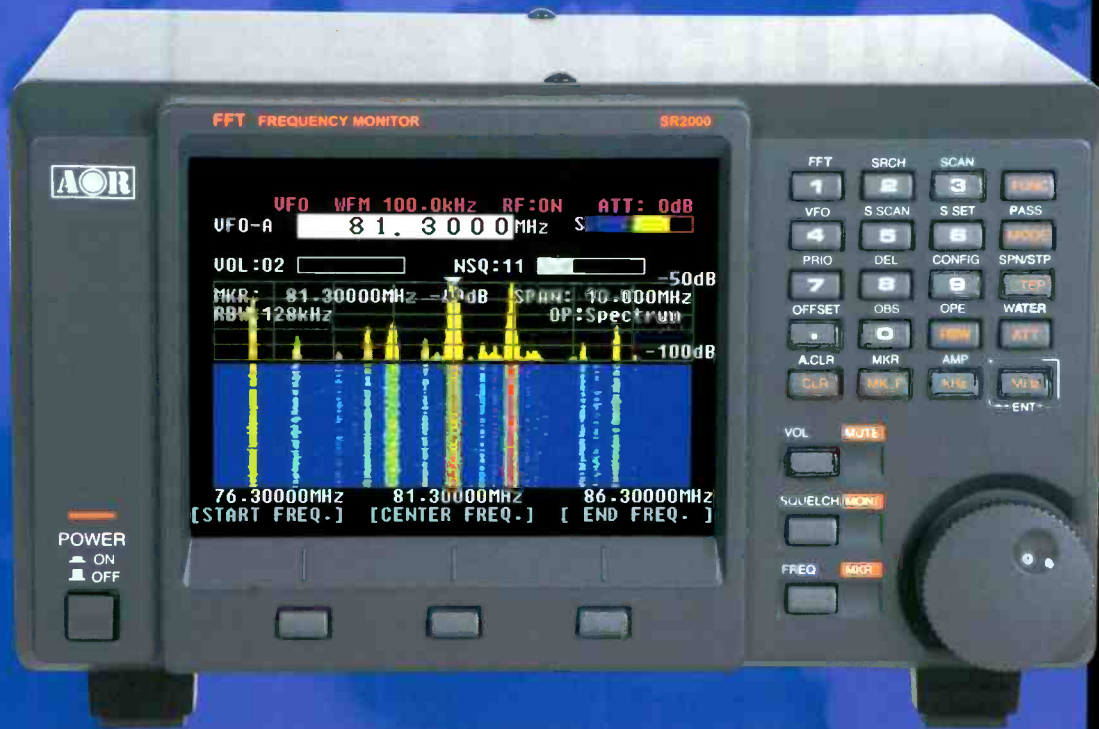 FFT FREQUENCY MONITOR
SR2000
AOR
VFO WFM 100.0kHz RF:ON ATT: 0dB
VFO-A 81.3000MHz S
VOL:02 NSQ:11
-50dB
MKR: 81.30000MHz SPAN: 10.000MHz
RBW 128kHz OP:Spectrum
-100dB
76.30000MHz 81.30000MHz 86.30000MHz
[START FREQ.] [CENTER FREQ.] [ END FREQ. ]
POWER
ON
OFF
FFT SRCH SCAN
1 2 3 FUNC
VFO S SCAN S SET PASS
4 5 6 MODE
PRIO DEL CONFIG SPN/STP
7 8 9 STEP
OFFSET OBS OPE WATER
. 0 RBW ATT
A.CLR MKR AMP
CLR MK.F kHz MHz
ENT
VOL MUTE
SQUELCH MONI
FREQ MKR